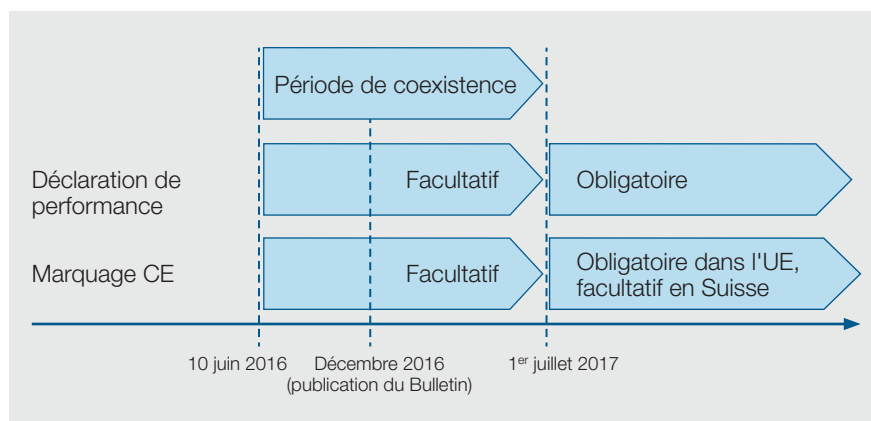 Période de coexistence
Déclaration de
performance
Facultatif
Obligatoire
Marquage CE
Facultatif
Obligatoire dans l'UE,
facultatif en Suisse
10 juin 2016
Décembre 2016
(publication du Bulletin)
1er juillet 2017